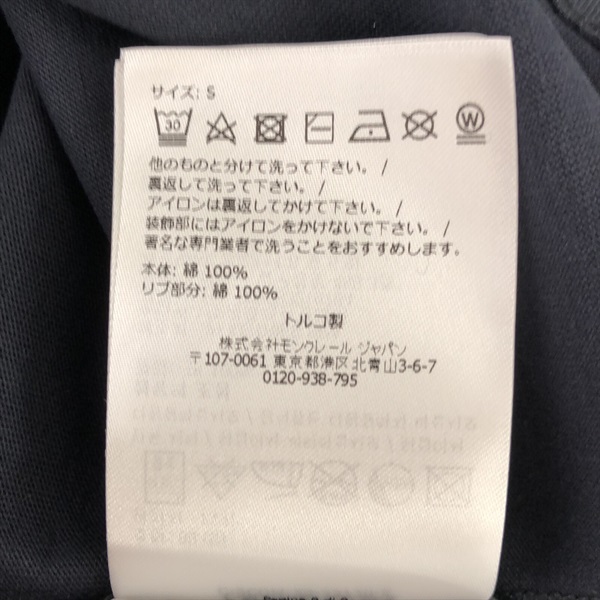 サイズ: S
30
W
他のものと分けて洗って下さい。 /
裏返して洗って下さい。 /
アイロンは裏返してかけて下さい。 /
装飾部にはアイロンをかけないで下さい。 /
著名な専門業者で洗うことをおすすめします。
本体: 綿 100%
リブ部分: 綿 100%
トルコ製
株式会社モンクレール ジャパン
〒107-0061 東京都港区北青山3-6-7
0120-938-795